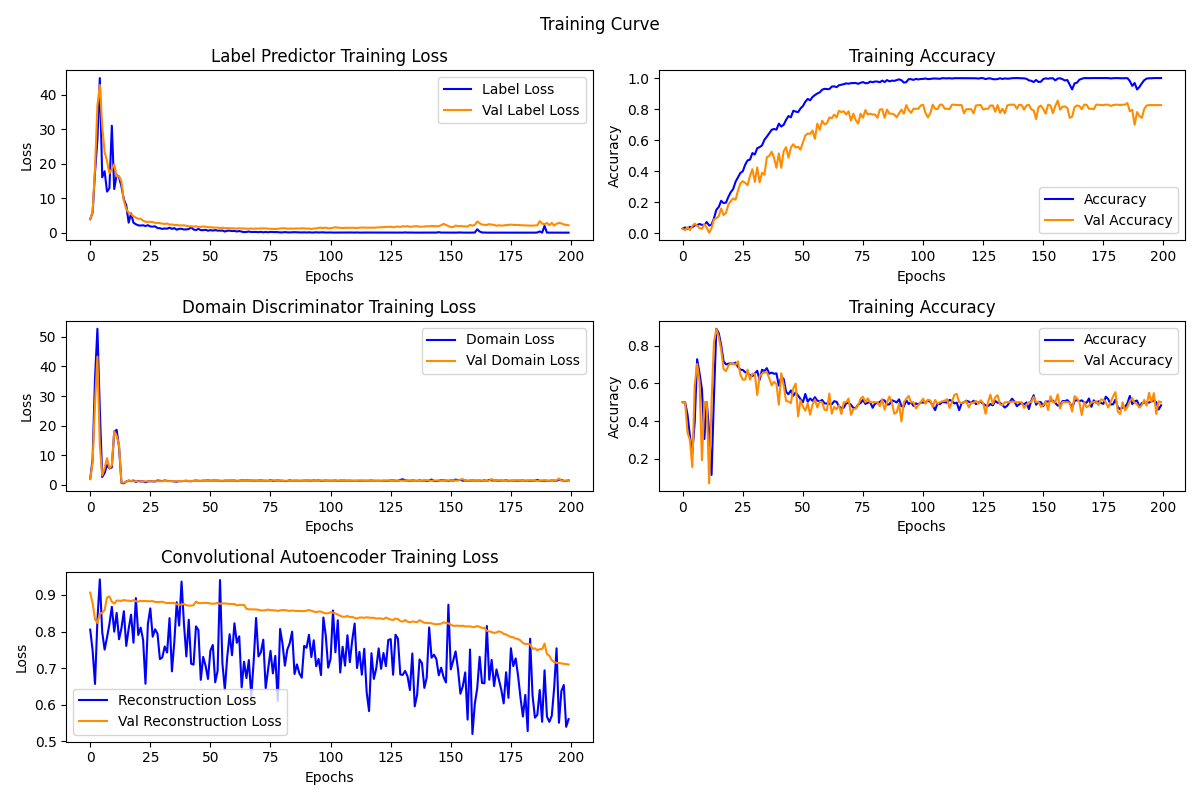 Training Curve
Label Predictor Training Loss
Loss
40
30
20
10
0
Label Loss
Val Label Loss
0 25 50 75 100 125 150 175 200
Epochs
Training Accuracy
Accuracy
1.0
0.8
0.6
0.4
0.2
0.0
Accuracy
Val Accuracy
0 25 50 75 100 125 150 175 200
Epochs
Domain Discriminator Training Loss
Loss
50
40
30
20
10
0
Domain Loss
Val Domain Loss
0 25 50 75 100 125 150 175 200
Epochs
Training Accuracy
Accuracy
0.8
0.6
0.4
0.2
Accuracy
Val Accuracy
0 25 50 75 100 125 150 175 200
Epochs
Convolutional Autoencoder Training Loss
Loss
0.9
0.8
0.7
0.6
0.5
Reconstruction Loss
Val Reconstruction Loss
0 25 50 75 100 125 150 175 200
Epochs